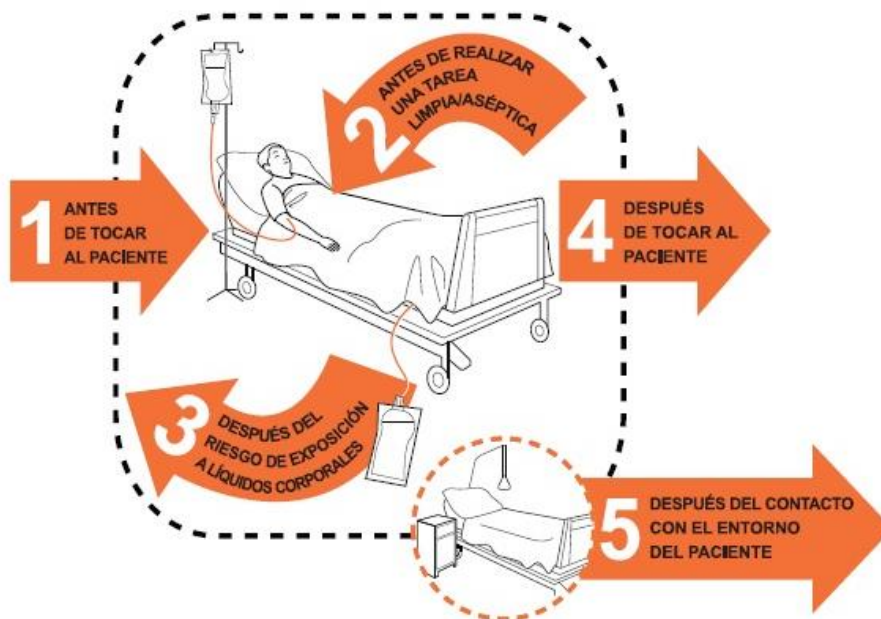 1
ANTES
DE TOCAR
AL PACIENTE
2
ANTES DE REALIZAR
UNA TAREA
LIMPIA/ASÉPTICA
3
DESPUÉS DEL
RIESGO DE EXPOSICIÓN
A LÍQUIDOS CORPORALES
4
DESPUÉS
DE TOCAR AL
PACIENTE
5
DESPUÉS DEL CONTACTO
CON EL ENTORNO
DEL PACIENTE